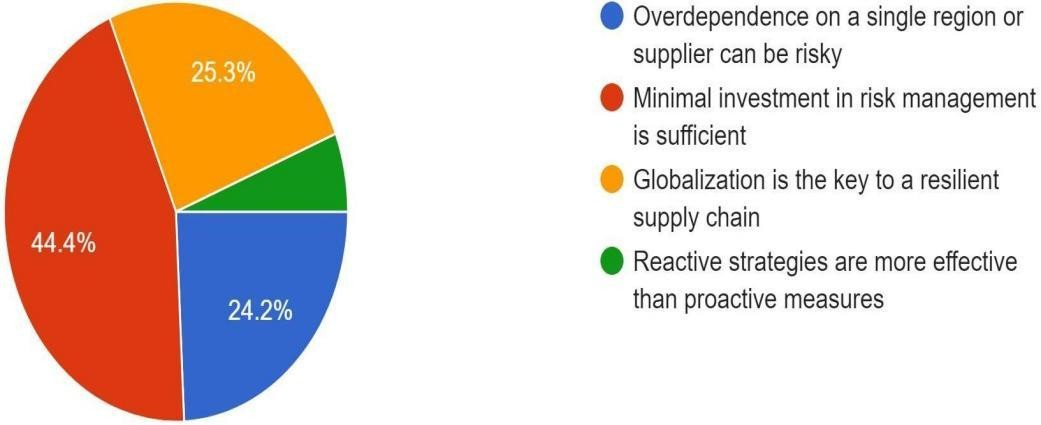 25.3%
44.4%
24.2%
Overdependence on a single region or
supplier can be risky
Minimal investment in risk management
is sufficient
Globalization is the key to a resilient
supply chain
Reactive strategies are more effective
than proactive measures